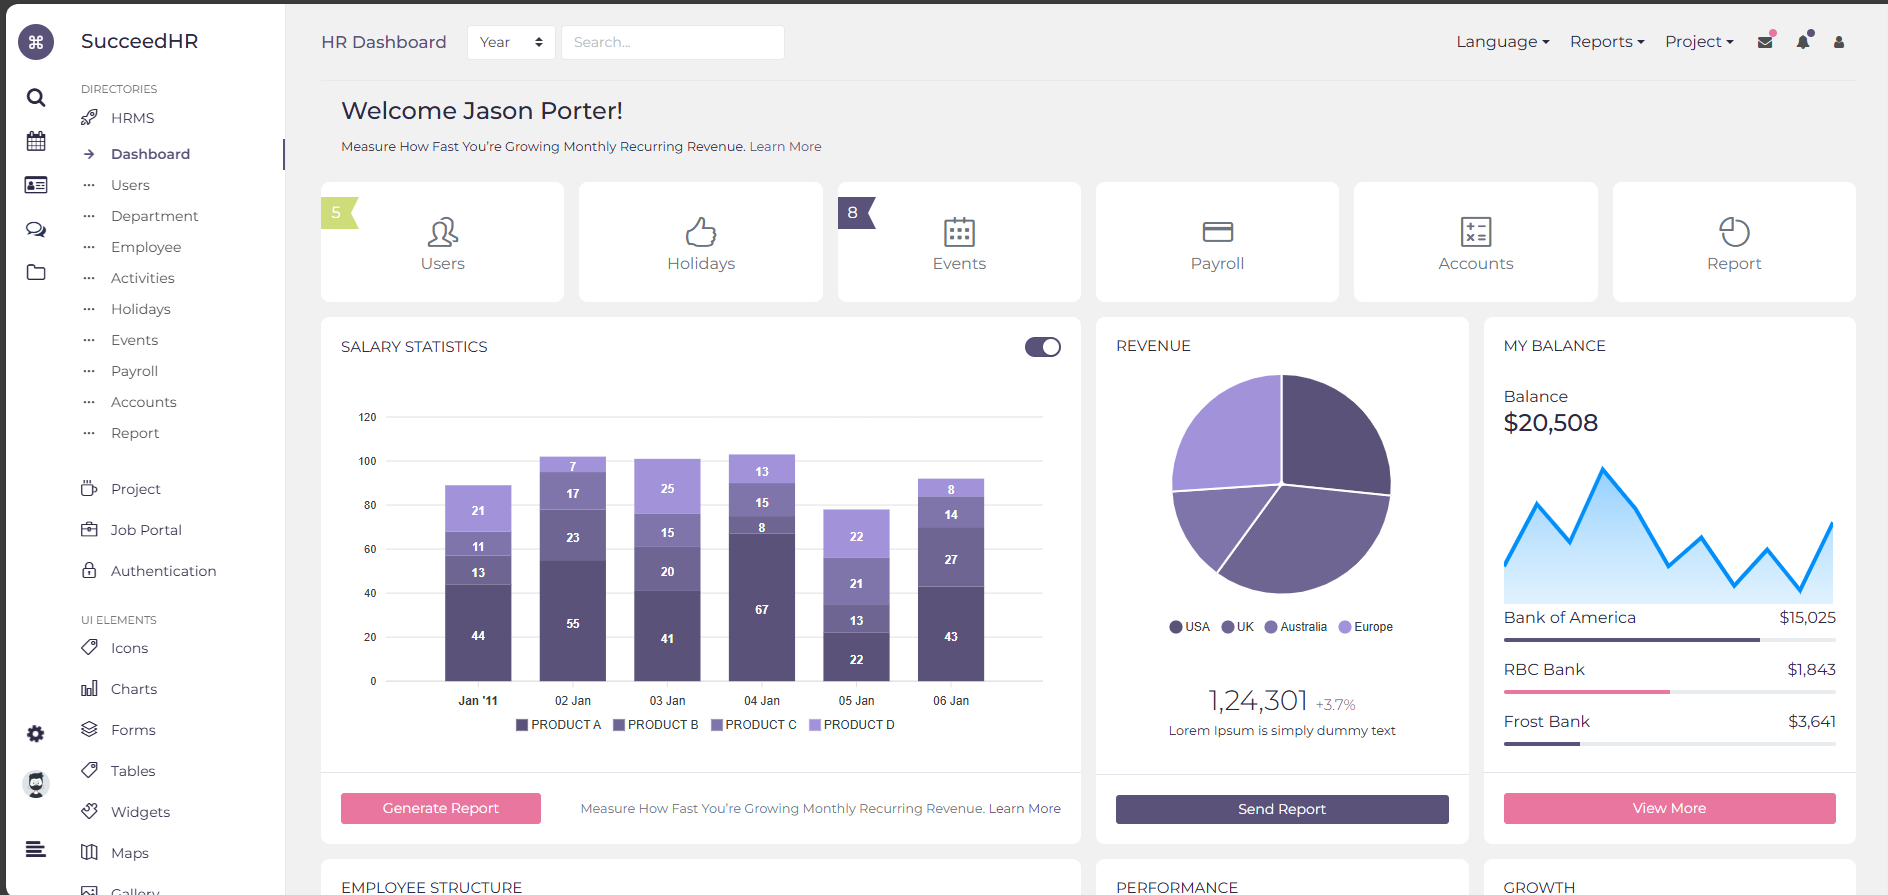 SucceedHR
DIRECTORIES
HRMS
Dashboard
Users
Department
Employee
Activities
Holidays
Events
Payroll
Accounts
Report
Project
Job Portal
Authentication
UI ELEMENTS
Icons
Charts
Forms
Tables
Widgets
Maps
Gallery
HR Dashboard Year Search... Language Reports Project
Welcome Jason Porter!
Measure How Fast You're Growing Monthly Recurring Revenue. Learn More
5 8
Users Holidays Events Payroll Accounts Report
SALARY STATISTICS
120
100
80
60
40
20
0
21 11 13 44
7 17 23 55
25 15 20 41
13 15 8 67
22 21 13 22
8 14 27 43
Jan '11 02 Jan 03 Jan 04 Jan 05 Jan 06 Jan
PRODUCT A PRODUCT B PRODUCT C PRODUCT D
Generate Report Measure How Fast You're Growing Monthly Recurring Revenue. Learn More
REVENUE
USA UK Australia Europe
1,24,301 +3.7%
Lorem Ipsum is simply dummy text
Send Report
MY BALANCE
Balance
$20,508
Bank of America $15,025
RBC Bank $1,843
Frost Bank $3,641
View More
EMPLOYEE STRUCTURE
PERFORMANCE
GROWTH